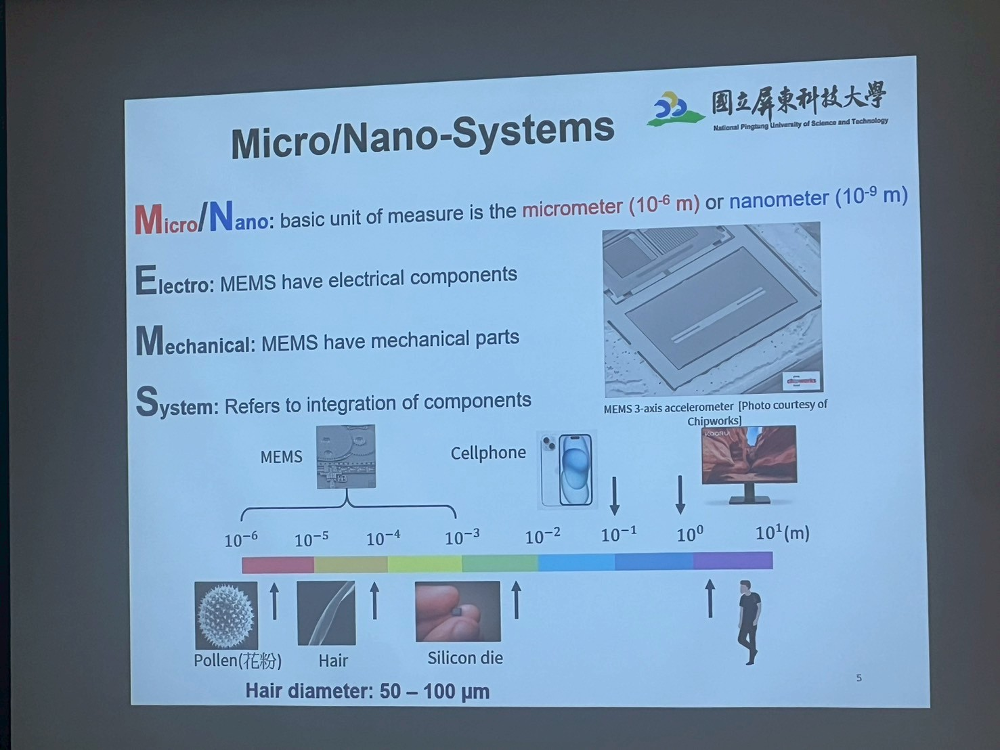 國立屏東科技大學
National Pingtung University of Science and Technology
Micro/Nano-Systems
Micro/Nano: basic unit of measure is the micrometer (10⁻⁶ m) or nanometer (10⁻⁹ m)
Electro: MEMS have electrical components
Mechanical: MEMS have mechanical parts
System: Refers to integration of components
chipworks
MEMS 3-axis accelerometer [Photo courtesy of
Chipworks]
MEMS
Cellphone
KOORUI
10⁻⁶ 10⁻⁵ 10⁻⁴ 10⁻³ 10⁻² 10⁻¹ 10⁰ 10¹(m)
Pollen(花粉) Hair Silicon die
Hair diameter: 50 – 100 μm
5